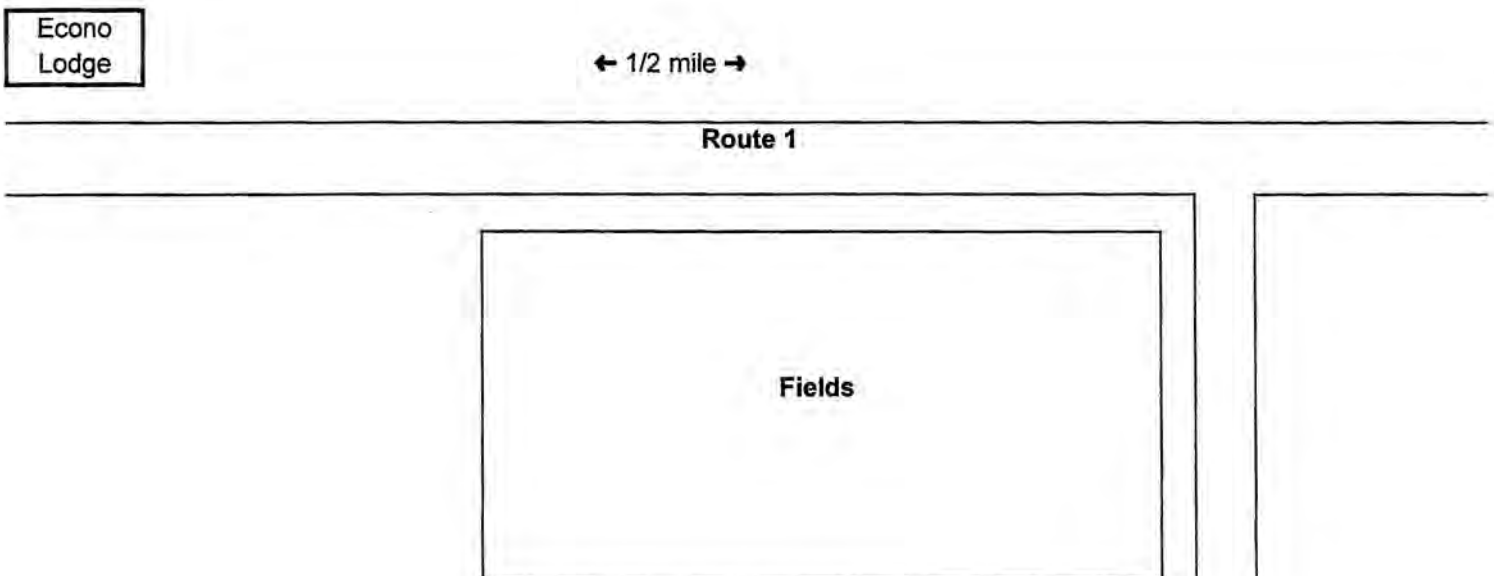 Econo
Lodge
← 1/2 mile →
Route 1
Fields